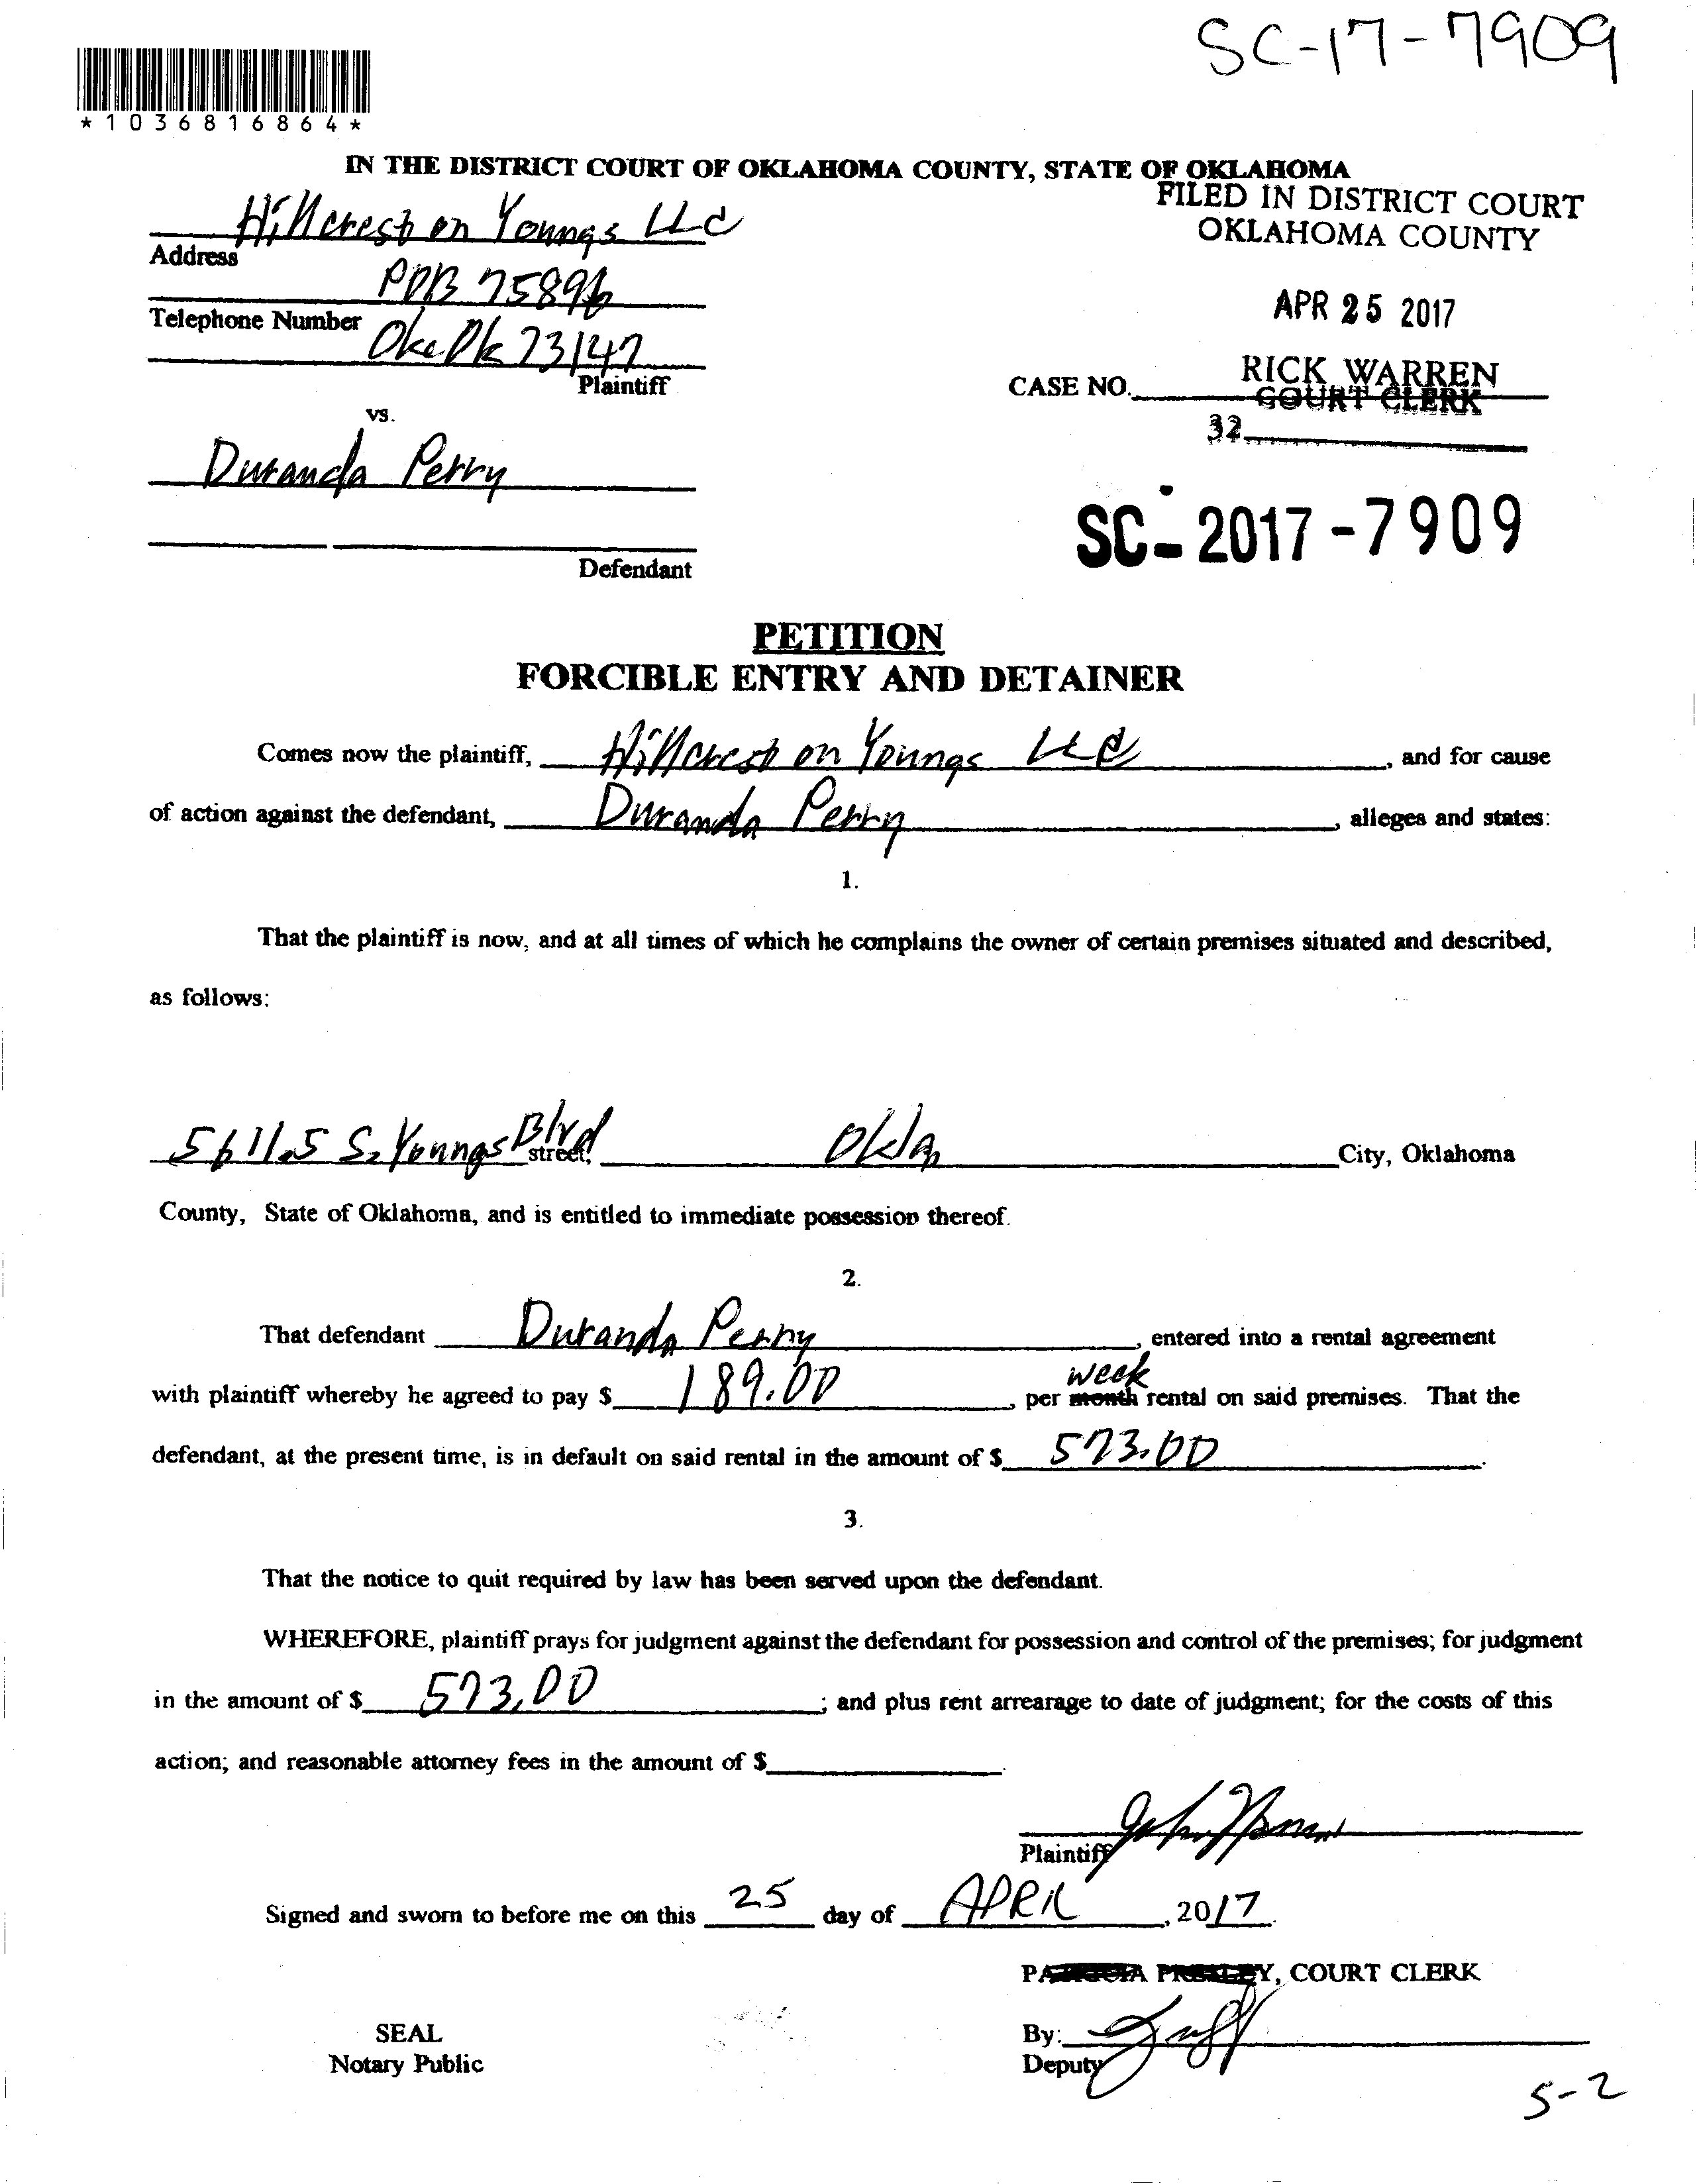 SC-17-7909
*1036816864*
IN THE DISTRICT COURT OF OKLAHOMA COUNTY, STATE OF OKLAHOMA
FILED IN DISTRICT COURT
OKLAHOMA COUNTY
Hillcrest on Youngs LLC
Address
POB 75896
Telephone Number
Okc Ok 73147
Plaintiff
APR 25 2017
RICK WARREN
COURT CLERK
CASE NO.
32
vs.
Duranda Perry
Defendant
SC-2017-7909
PETITION
FORCIBLE ENTRY AND DETAINER
Comes now the plaintiff, Hillcrest on Youngs LLC, and for cause
of action against the defendant, Duranda Perry, alleges and states:
1.
That the plaintiff is now, and at all times of which he complains the owner of certain premises situated and described,
as follows:
5611.5 S. Youngs Blvd street, Okla City, Oklahoma
County, State of Oklahoma, and is entitled to immediate possession thereof.
2.
That defendant Duranda Perry, entered into a rental agreement
week
with plaintiff whereby he agreed to pay $ 189.00, per month rental on said premises. That the
defendant, at the present time, is in default on said rental in the amount of $ 573.00.
3.
That the notice to quit required by law has been served upon the defendant.
WHEREFORE, plaintiff prays for judgment against the defendant for possession and control of the premises; for judgment
in the amount of $ 573.00; and plus rent arrearage to date of judgment; for the costs of this
action; and reasonable attorney fees in the amount of $
Plaintiff
Signed and sworn to before me on this 25 day of APRIL, 2017.
COURT CLERK
SEAL
Notary Public
By:
Deputy
5-2